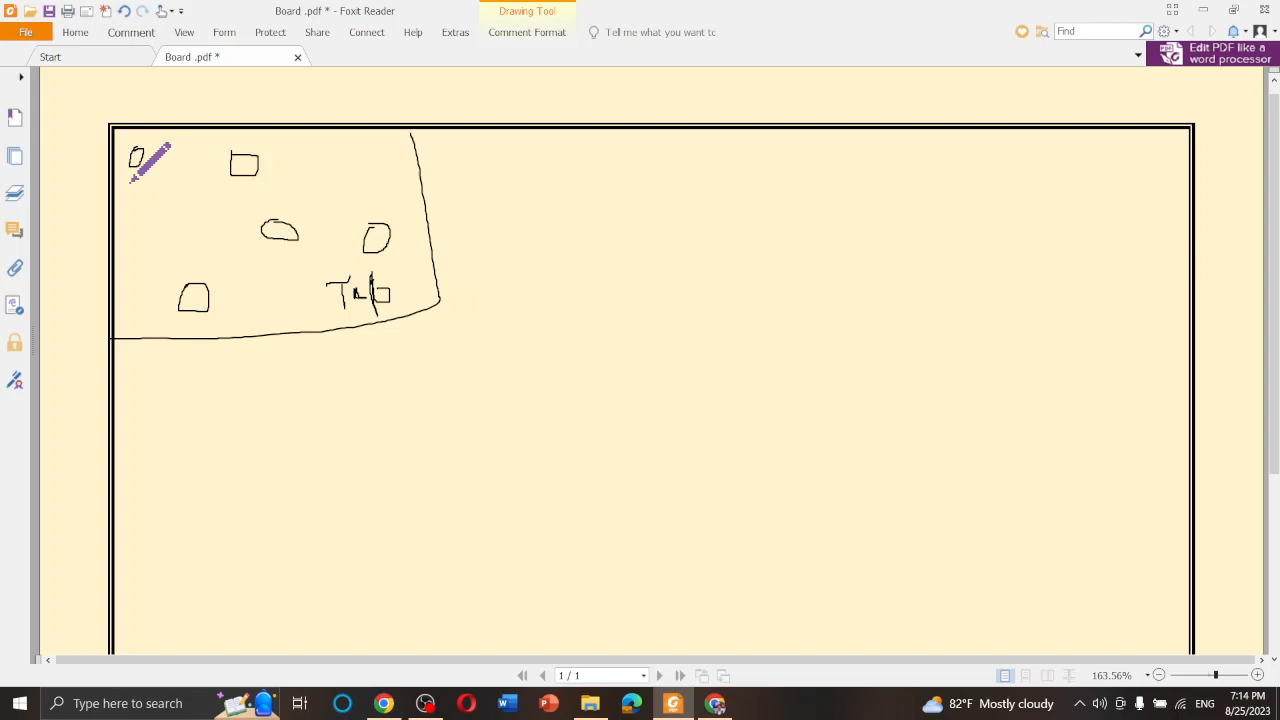 Board .pdf * - Foxit Reader
Drawing Tool
File Home Comment View Form Protect Share Connect Help Extras Comment Format Tell me what you want to
Find
Start
Board .pdf *
Edit PDF like a
word processor
1 / 1
163.56%
Type here to search
82°F Mostly cloudy
ENG
7:14 PM
8/25/2023